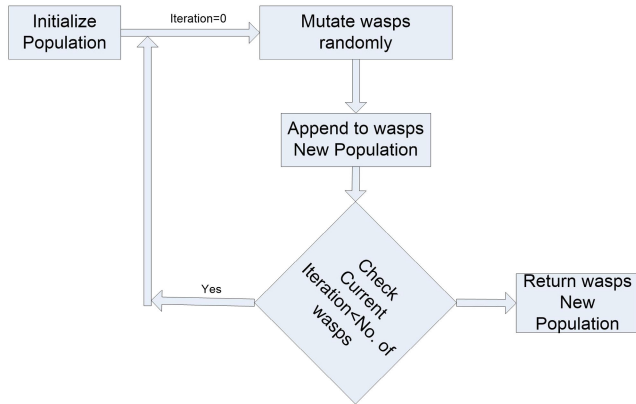 Initialize
Population
Iteration=0
Mutate wasps
randomly
Append to wasps
New Population
Check
Current
Iteration<No. of
wasps
Yes
Return wasps
New
Population